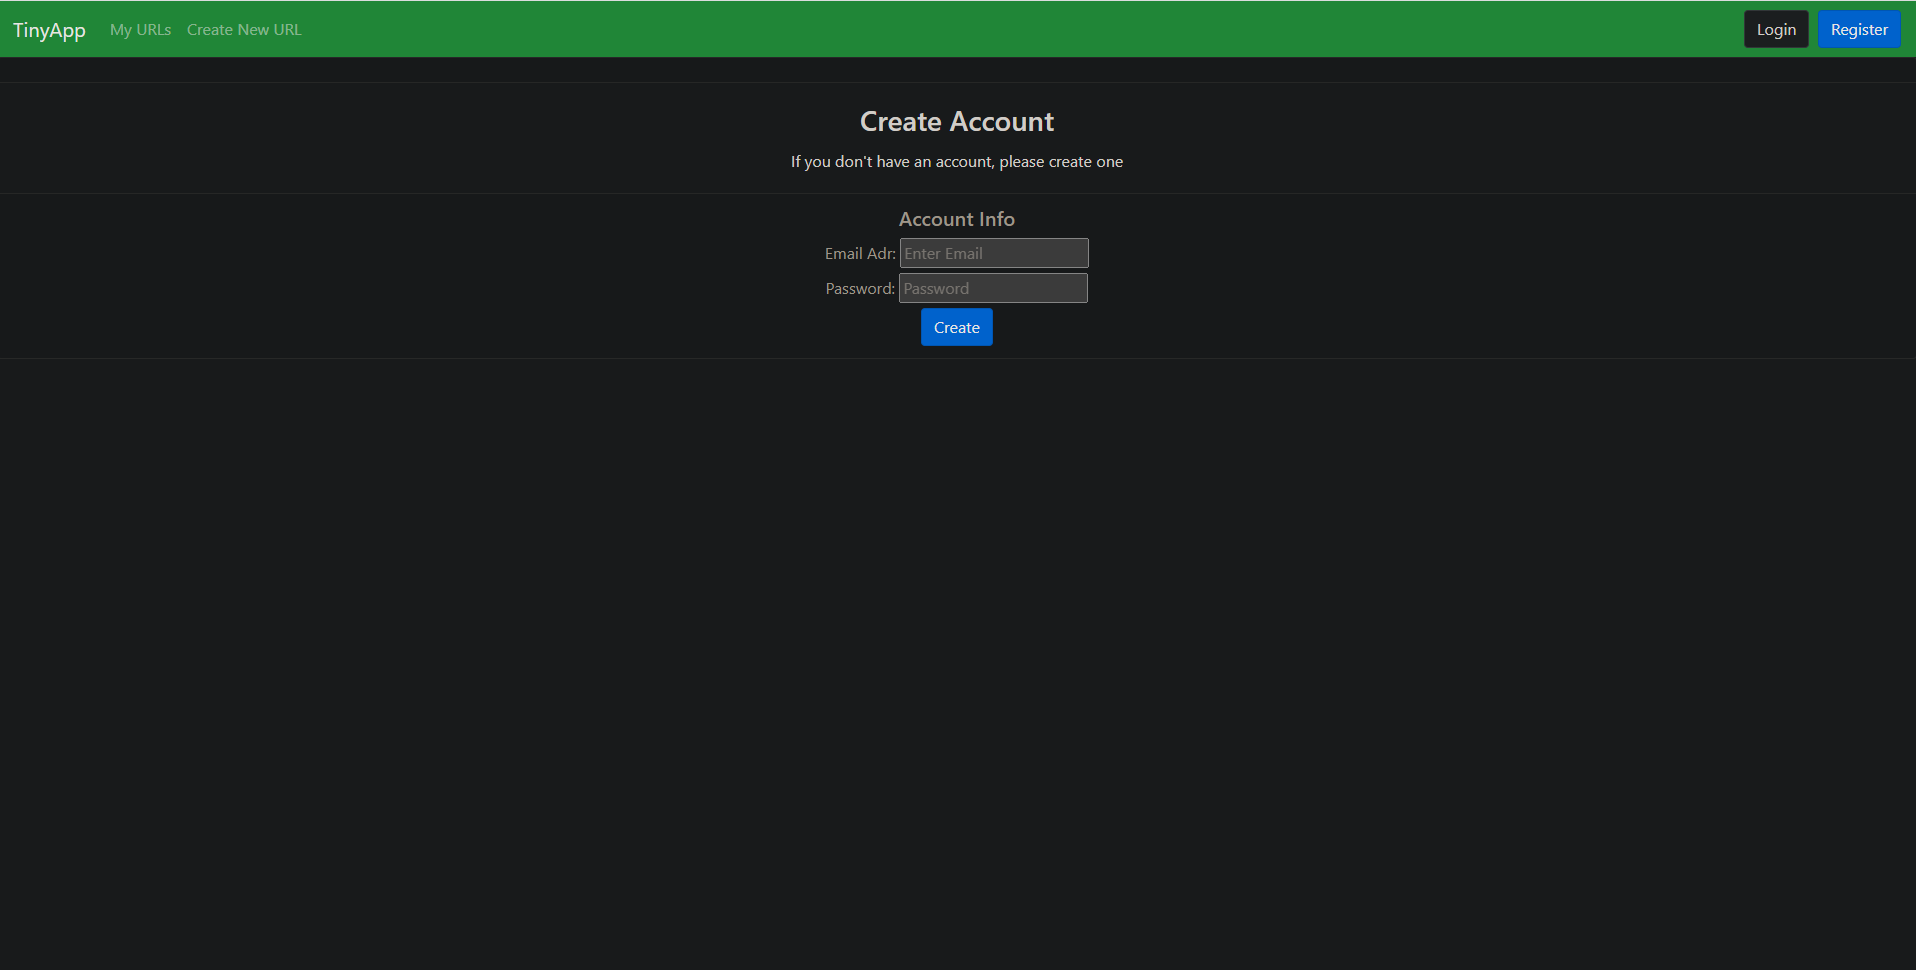 TinyApp My URLs Create New URL Login Register
Create Account
If you don't have an account, please create one
Account Info
Email Adr: Enter Email
Password: Password
Create